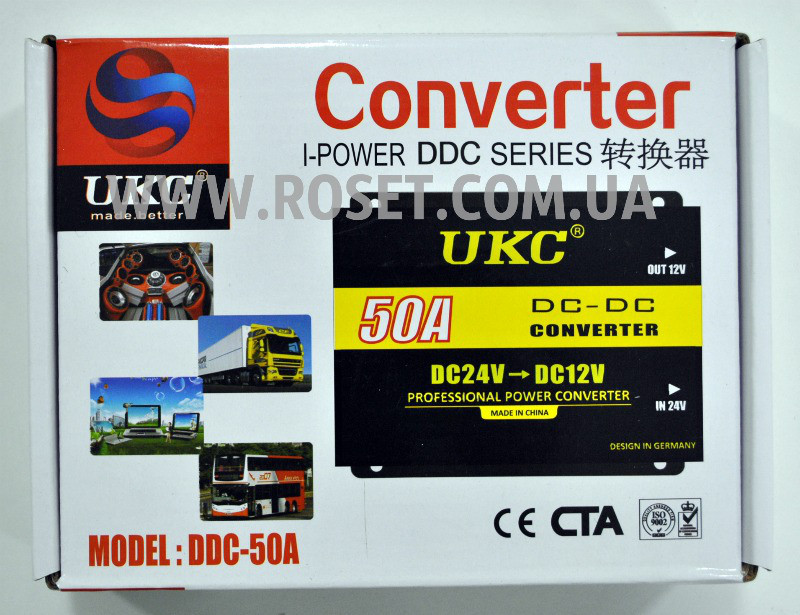 Converter
I-POWER DDC SERIES 转换器
UKC®
made.better
WWW.ROSET.COM.UA
UKC®
OUT 12V
50A
DC-DC
CONVERTER
DC24V→DC12V
PROFESSIONAL POWER CONVERTER
MADE IN CHINA
IN 24V
DESIGN IN GERMANY
CE CTA
ISO
9002
MODEL : DDC-50A